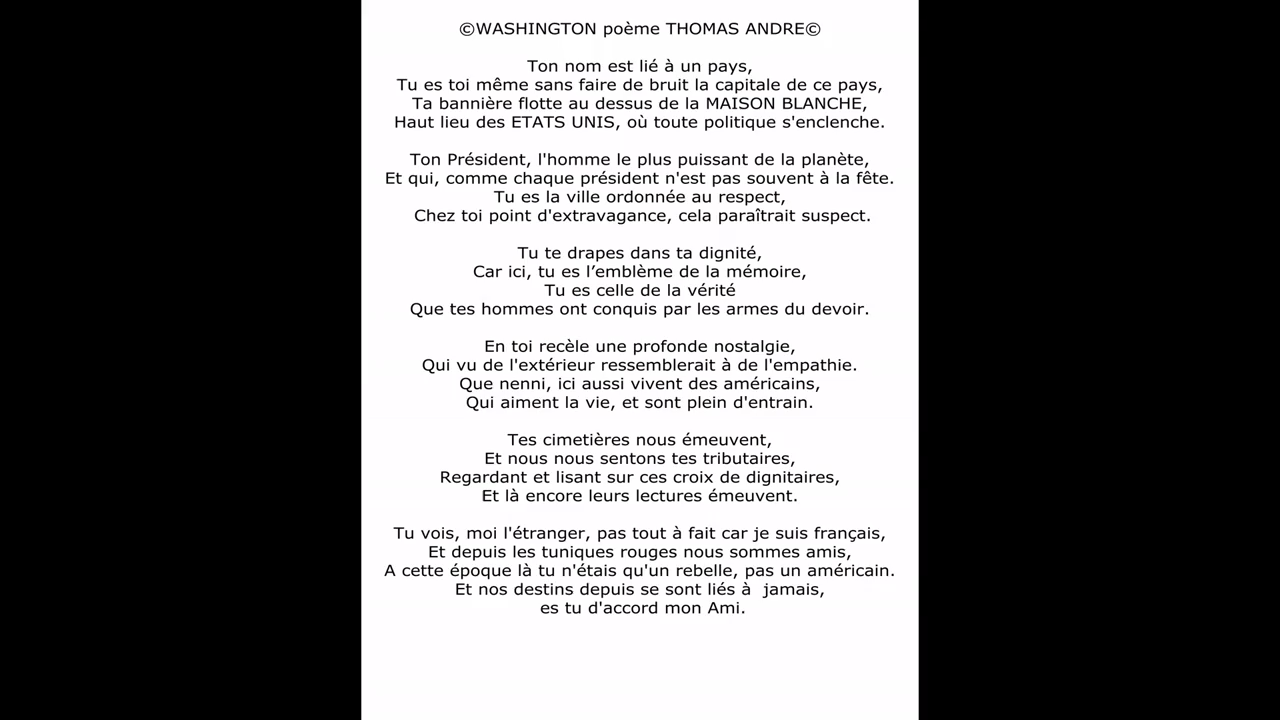 ©WASHINGTON poème THOMAS ANDRE©
Ton nom est lié à un pays,
Tu es toi même sans faire de bruit la capitale de ce pays,
Ta bannière flotte au dessus de la MAISON BLANCHE,
Haut lieu des ETATS UNIS, où toute politique s'enclenche.
Ton Président, l'homme le plus puissant de la planète,
Et qui, comme chaque président n'est pas souvent à la fête.
Tu es la ville ordonnée au respect,
Chez toi point d'extravagance, cela paraîtrait suspect.
Tu te drapes dans ta dignité,
Car ici, tu es l’emblème de la mémoire,
Tu es celle de la vérité
Que tes hommes ont conquis par les armes du devoir.
En toi recèle une profonde nostalgie,
Qui vu de l'extérieur ressemblerait à de l'empathie.
Que nenni, ici aussi vivent des américains,
Qui aiment la vie, et sont plein d'entrain.
Tes cimetières nous émeuvent,
Et nous nous sentons tes tributaires,
Regardant et lisant sur ces croix de dignitaires,
Et là encore leurs lectures émeuvent.
Tu vois, moi l'étranger, pas tout à fait car je suis français,
Et depuis les tuniques rouges nous sommes amis,
A cette époque là tu n'étais qu'un rebelle, pas un américain.
Et nos destins depuis se sont liés à  jamais,
es tu d'accord mon Ami.